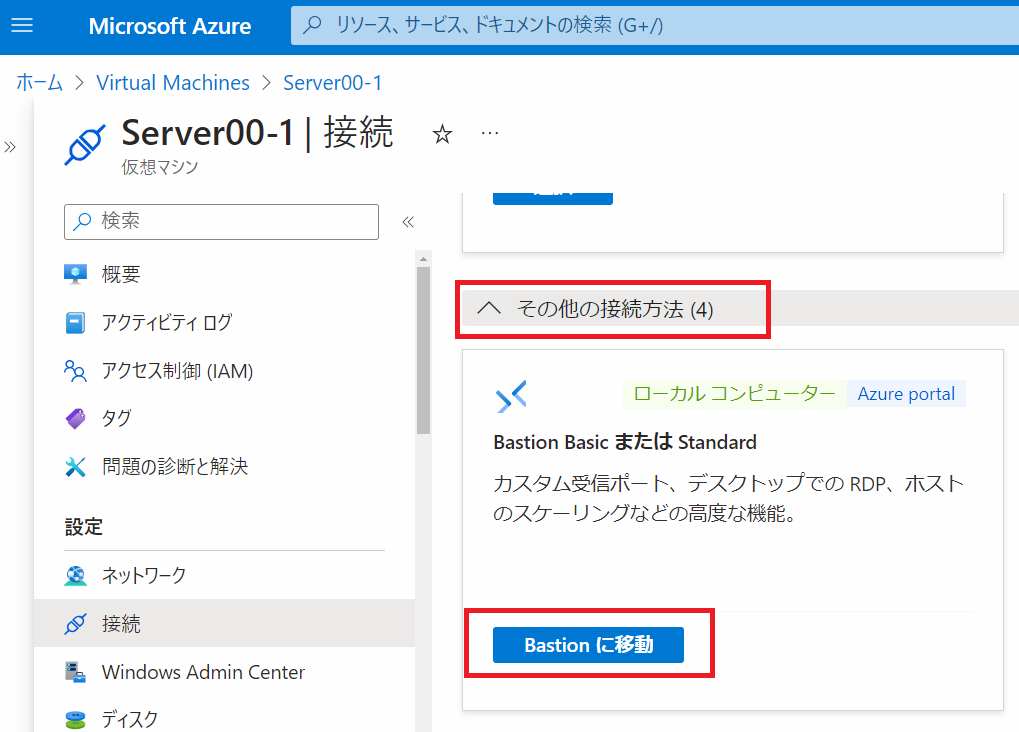 Microsoft Azure
リソース、サービス、ドキュメントの検索 (G+/)
ホーム > Virtual Machines > Server00-1
Server00-1 | 接続
仮想マシン
検索
概要
アクティビティ ログ
アクセス制御 (IAM)
タグ
問題の診断と解決
設定
ネットワーク
接続
Windows Admin Center
ディスク
その他の接続方法 (4)
ローカル コンピューター
Azure portal
Bastion Basic または Standard
カスタム受信ポート、デスクトップでの RDP、ホスト
のスケーリングなどの高度な機能。
Bastion に移動